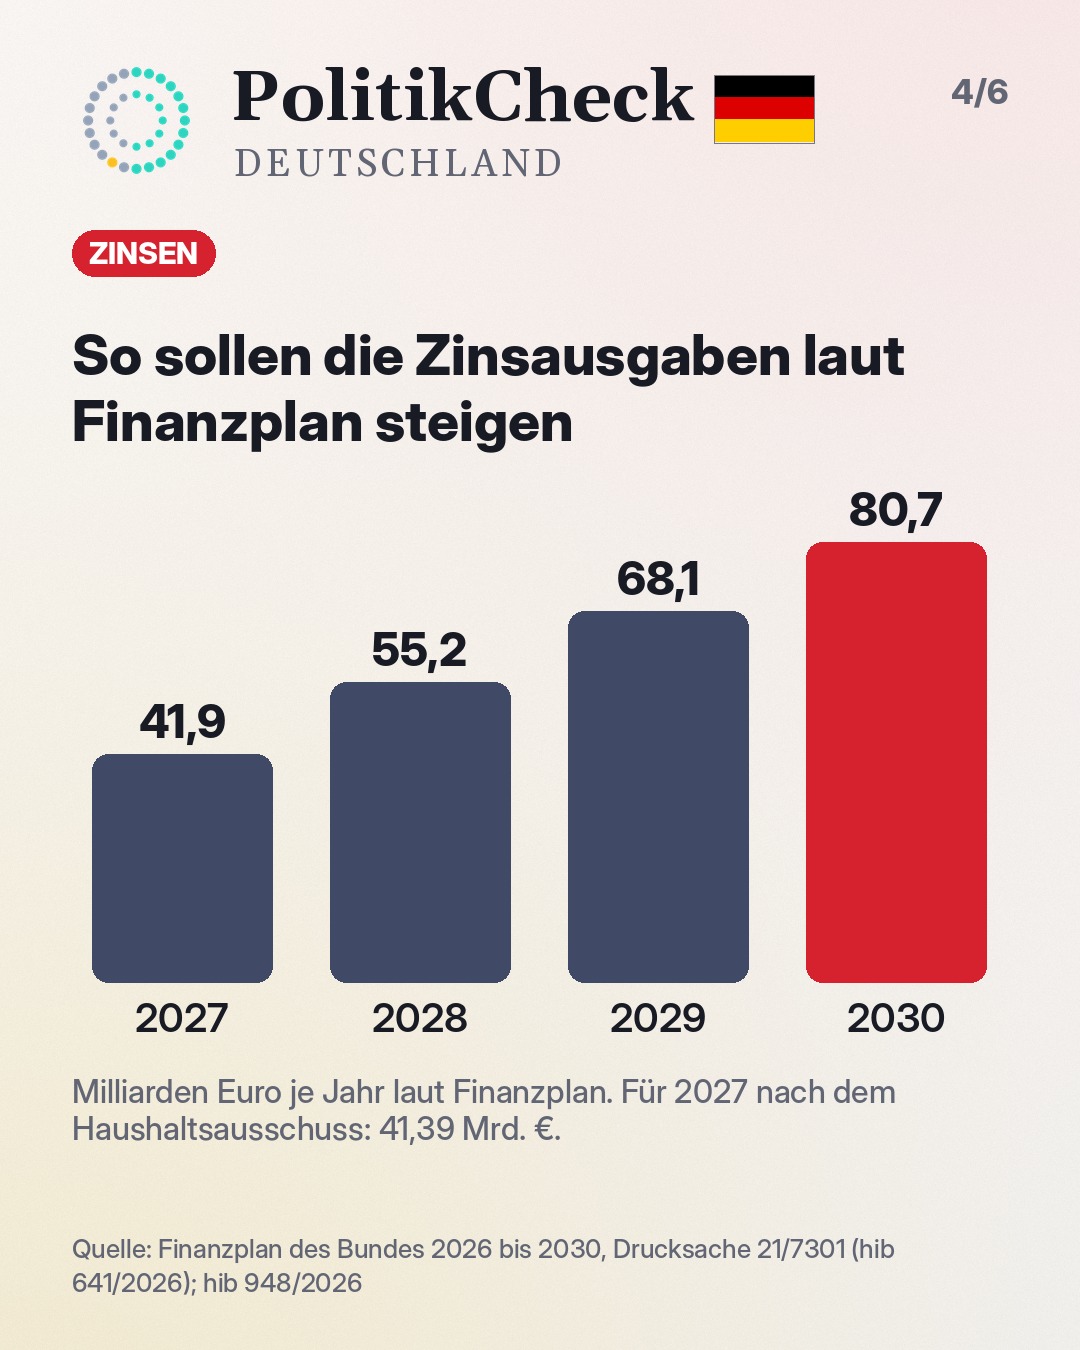 PolitikCheck
DEUTSCHLAND
4/6
ZINSEN
So sollen die Zinsausgaben laut
Finanzplan steigen
41,9
55,2
68,1
80,7
2027
2028
2029
2030
Milliarden Euro je Jahr laut Finanzplan. Für 2027 nach dem
Haushaltsausschuss: 41,39 Mrd. €.
Quelle: Finanzplan des Bundes 2026 bis 2030, Drucksache 21/7301 (hib
641/2026); hib 948/2026